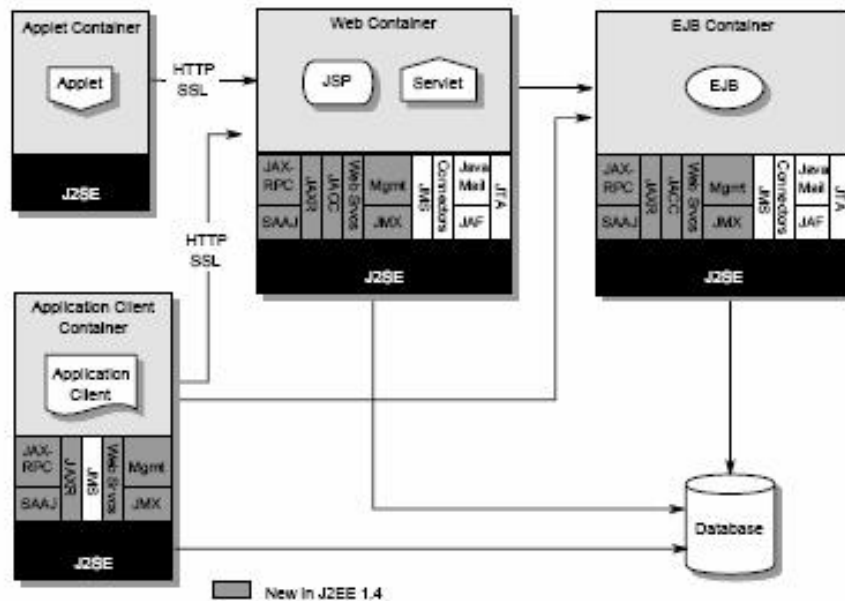 Applet Container
Applet
J2SE
HTTP
SSL
Web Container
JSP
Servlet
JAX-
RPC
SAAJ
JAXR
JACC
Web Srvcs
Mgmt
JMX
JMS
Connectors
Java
Mail
JAF
JTA
J2SE
EJB Container
EJB
JAX-
RPC
SAAJ
JAXR
JACC
Web Srvcs
Mgmt
JMX
JMS
Connectors
Java
Mail
JAF
JTA
J2SE
HTTP
SSL
Application Client
Container
Application
Client
JAX-
RPC
SAAJ
JAXR
JMS
Web Srvcs
Mgmt
JMX
J2SE
Database
New in J2EE 1.4